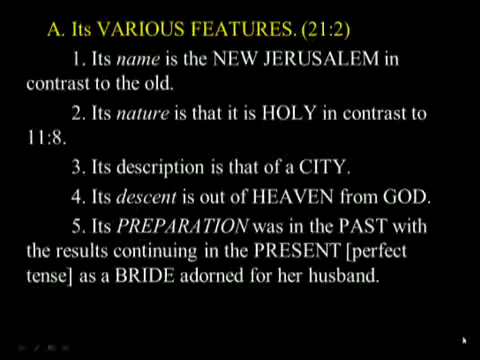 A. Its VARIOUS FEATURES. (21:2)
1. Its name is the NEW JERUSALEM in
contrast to the old.
2. Its nature is that it is HOLY in contrast to
11:8.
3. Its description is that of a CITY.
4. Its descent is out of HEAVEN from GOD.
5. Its PREPARATION was in the PAST with
the results continuing in the PRESENT [perfect
tense] as a BRIDE adorned for her husband.